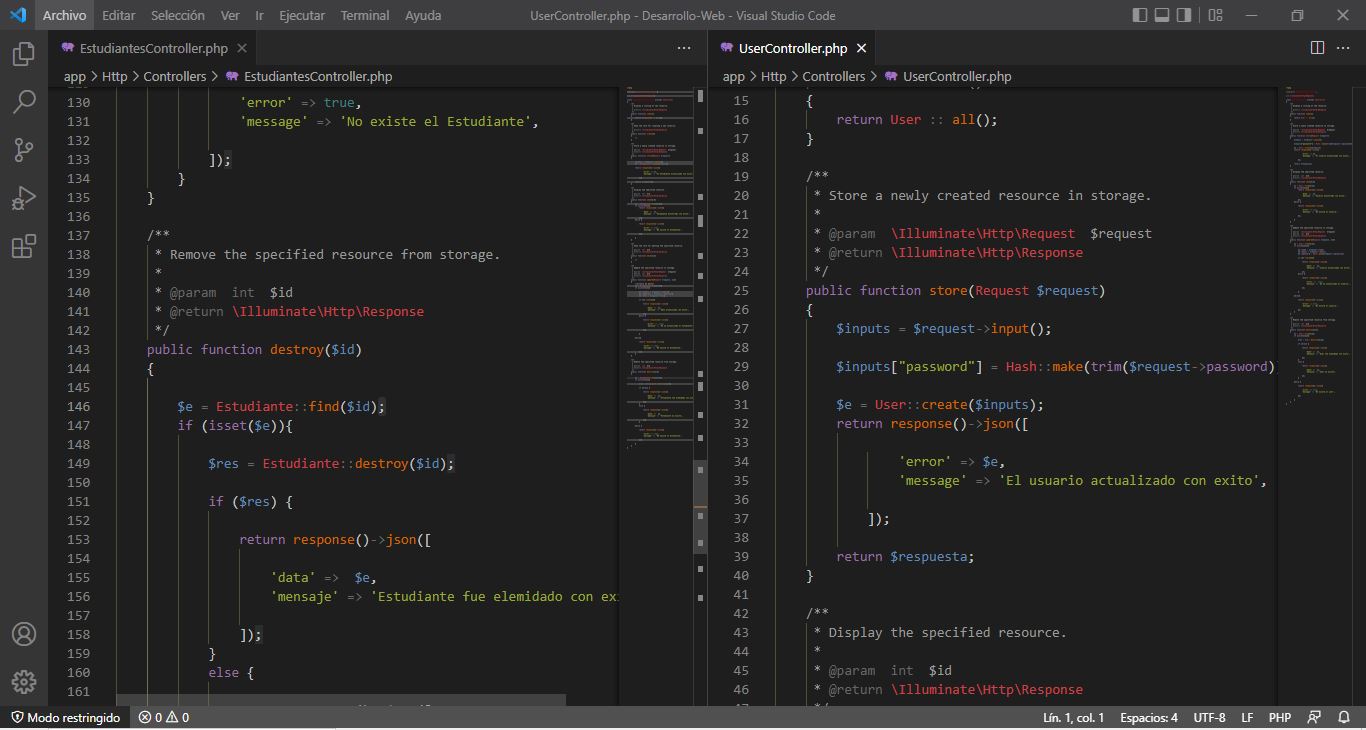 Archivo Editar Selección Ver Ir Ejecutar Terminal Ayuda
UserController.php - Desarrollo-Web - Visual Studio Code
EstudiantesController.php
app > Http > Controllers > EstudiantesController.php
130 'error' => true,
131 'message' => 'No existe el Estudiante',
132
133 ]);
134 }
135 }
136
137 /**
138 * Remove the specified resource from storage.
139 *
140 * @param int $id
141 * @return \Illuminate\Http\Response
142 */
143 public function destroy($id)
144 {
145
146 $e = Estudiante::find($id);
147 if (isset($e)){
148
149 $res = Estudiante::destroy($id);
150
151 if ($res) {
152
153 return response()->json([
154
155 'data' => $e,
156 'mensaje' => 'Estudiante fue elemidado con ex
157
158 ]);
159 }
160 else {
161
UserController.php
app > Http > Controllers > UserController.php
15 {
16 return User :: all();
17 }
18
19 /**
20 * Store a newly created resource in storage.
21 *
22 * @param \Illuminate\Http\Request $request
23 * @return \Illuminate\Http\Response
24 */
25 public function store(Request $request)
26 {
27 $inputs = $request->input();
28
29 $inputs["password"] = Hash::make(trim($request->password)
30
31 $e = User::create($inputs);
32 return response()->json([
33
34 'error' => $e,
35 'message' => 'El usuario actualizado con exito',
36
37 ]);
38
39 return $respuesta;
40 }
41
42 /**
43 * Display the specified resource.
44 *
45 * @param int $id
46 * @return \Illuminate\Http\Response
Modo restringido 0 0 Lín. 1, col. 1 Espacios: 4 UTF-8 LF PHP